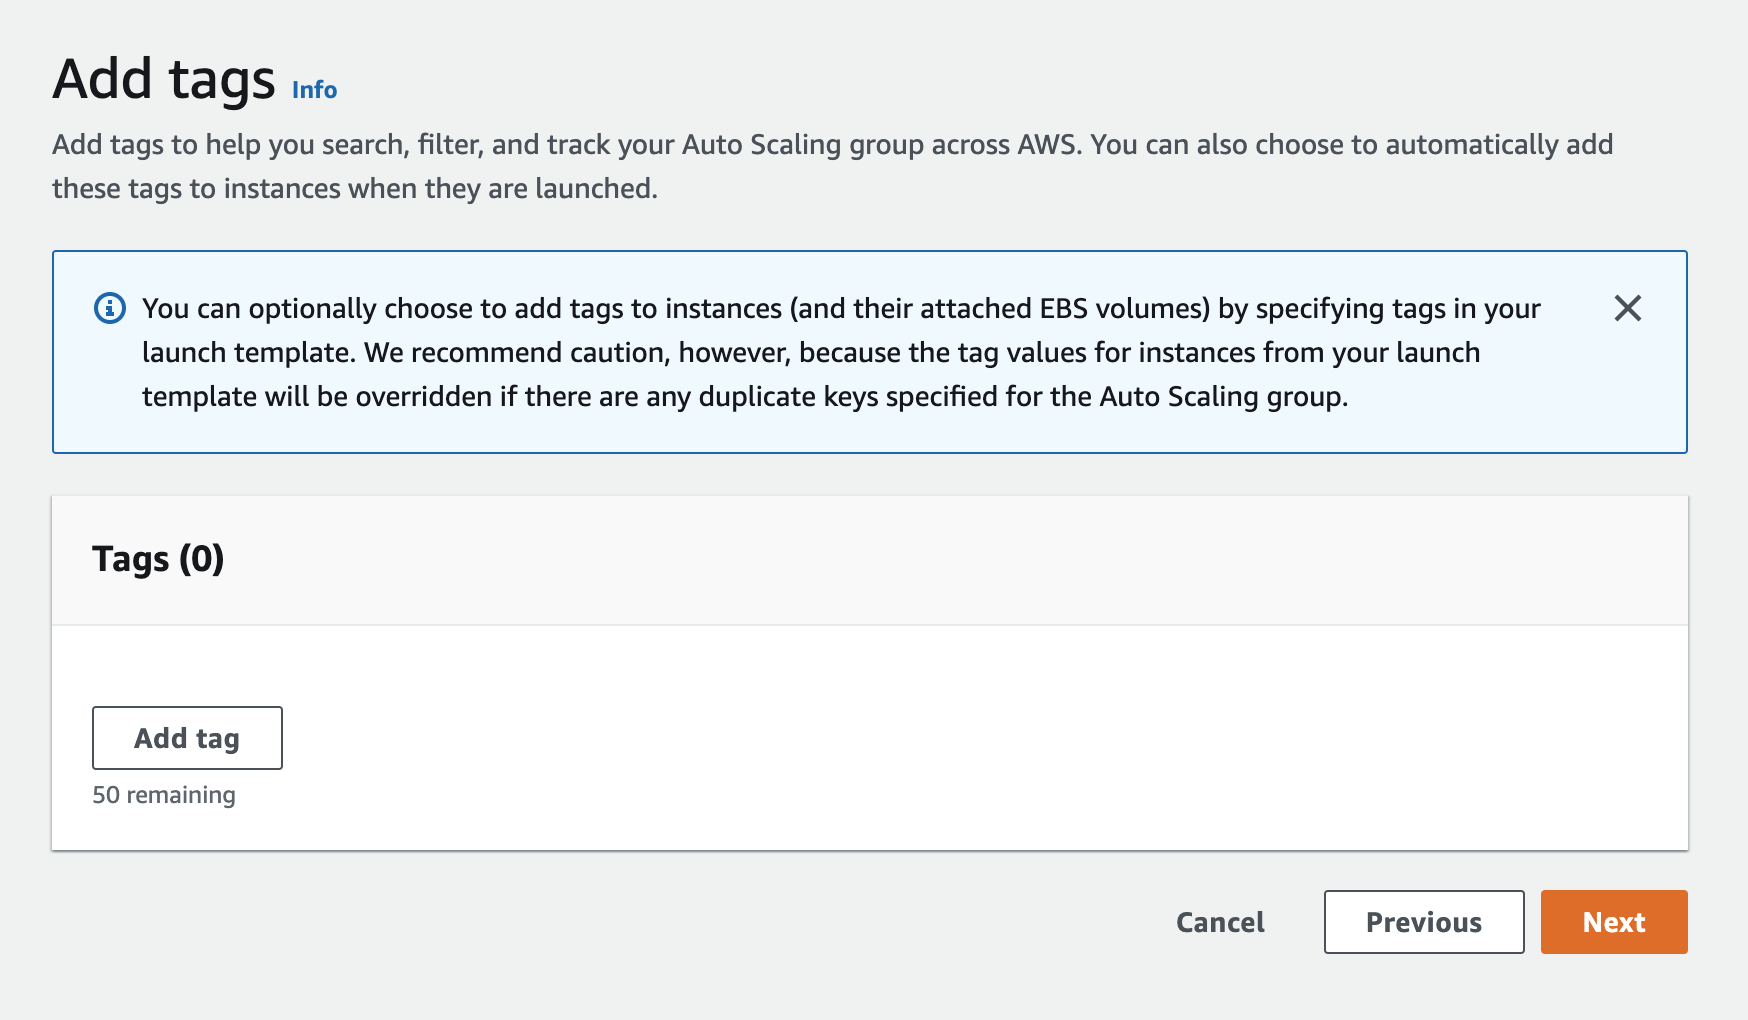 Add tags Info
Add tags to help you search, filter, and track your Auto Scaling group across AWS. You can also choose to automatically add
these tags to instances when they are launched.
You can optionally choose to add tags to instances (and their attached EBS volumes) by specifying tags in your
launch template. We recommend caution, however, because the tag values for instances from your launch
template will be overridden if there are any duplicate keys specified for the Auto Scaling group.
Tags (0)
Add tag
50 remaining
Cancel Previous Next